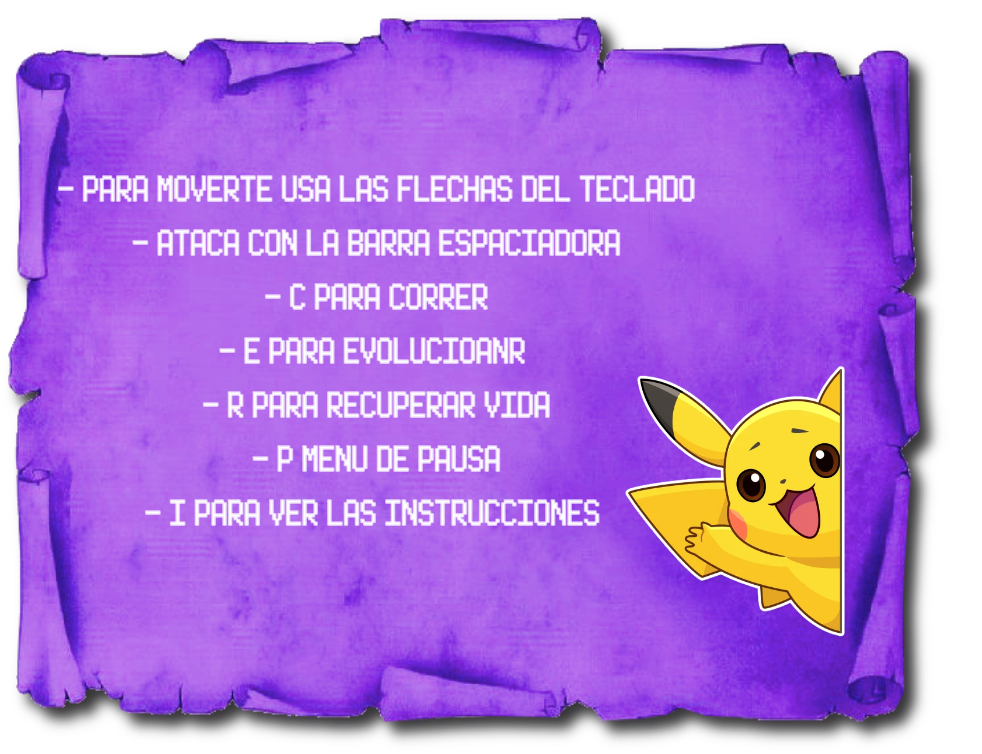 - PARA MOVERTE USA LAS FLECHAS DEL TECLADO
- ATACA CON LA BARRA ESPACIADORA
- C PARA CORRER
- E PARA EVOLUCIOANR
- R PARA RECUPERAR VIDA
- P MENU DE PAUSA
- I PARA VER LAS INSTRUCCIONES